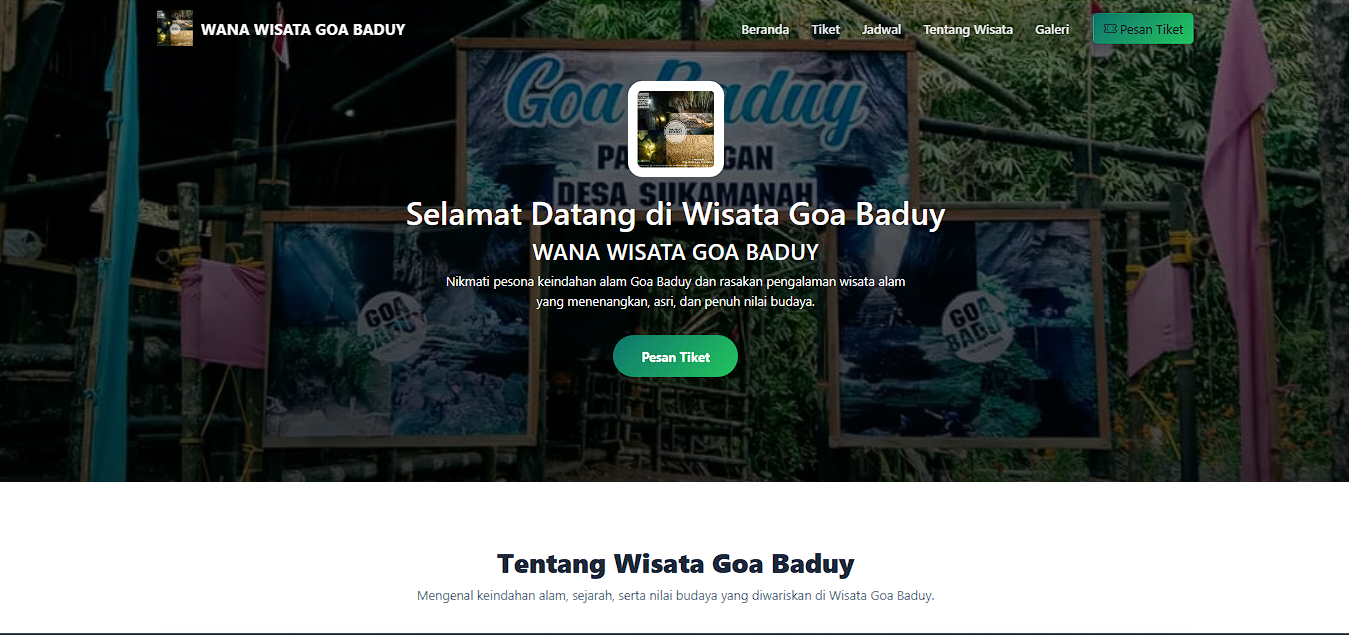 WANA WISATA GOA BADUY
Beranda Tiket Jadwal Tentang Wisata Galeri Pesan Tiket
Goa Baduy
DESA SUKAMANAH
Selamat Datang di Wisata Goa Baduy
WANA WISATA GOA BADUY
Nikmati pesona keindahan alam Goa Baduy dan rasakan pengalaman wisata alam
yang menenangkan, asri, dan penuh nilai budaya.
GOA
GOA
Pesan Tiket
Tentang Wisata Goa Baduy
Mengenal keindahan alam, sejarah, serta nilai budaya yang diwariskan di Wisata Goa Baduy.